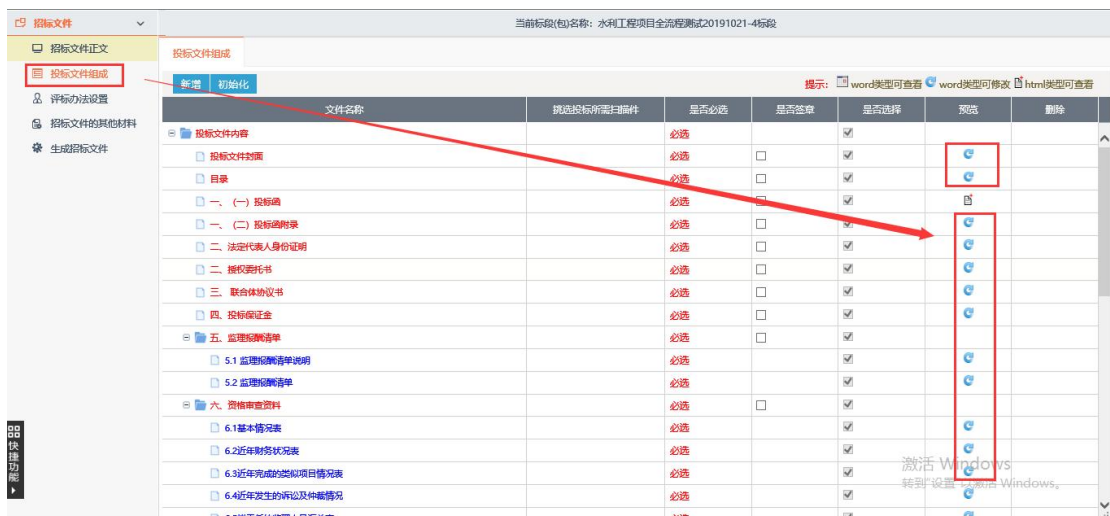 招标文件
当前标段(包)名称：水利工程项目全流程测试20191021-4标段
招标文件正文
投标文件组成
评标办法设置
招标文件的其他材料
生成招标文件
投标文件组成
新增 初始化
提示： word类型可查看 word类型可修改 html类型可查看
文件名称 挑选投标所需扫描件 是否必选 是否签章 是否选择 预览 删除
投标文件内容 必选
投标文件封面 必选
目录 必选
一、（一）投标函 必选
一、（二）投标函附录 必选
二、法定代表人身份证明 必选
二、授权委托书 必选
三、 联合体协议书 必选
四、投标保证金 必选
五、监理报酬清单 必选
5.1 监理报酬清单说明 必选
5.2 监理报酬清单 必选
六、资格审查资料 必选
6.1基本情况表 必选
6.2近年财务状况表 必选
6.3近年完成的类似项目情况表 必选
6.4近年发生的诉讼及仲裁情况 必选
快捷功能
激活 Windows
转到"设置"以激活 Windows。